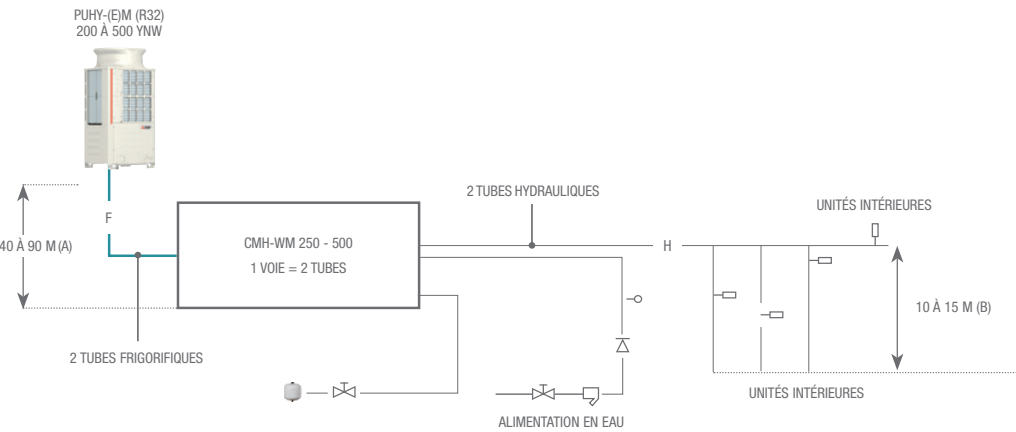 PUHY-(E)M (R32)
200 À 500 YNW
2 TUBES HYDRAULIQUES
UNITÉS INTÉRIEURES
F
40 À 90 M (A)
CMH-WM 250 - 500
1 VOIE = 2 TUBES
H
10 À 15 M (B)
2 TUBES FRIGORIFIQUES
UNITÉS INTÉRIEURES
ALIMENTATION EN EAU